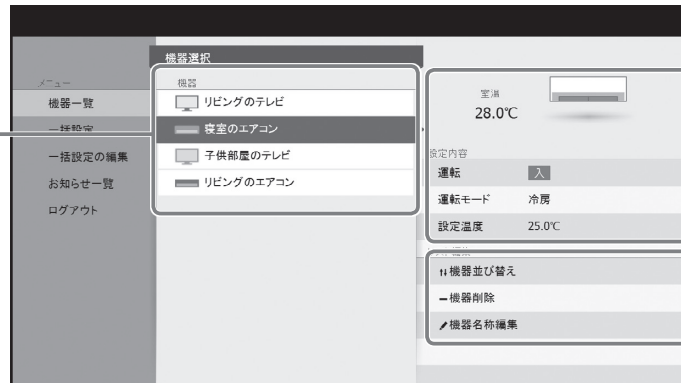 機器選択
メニュー
機器一覧
一括設定
一括設定の編集
お知らせ一覧
ログアウト
機器
リビングのテレビ
寝室のエアコン
子供部屋のテレビ
リビングのエアコン
室温
28.0℃
設定内容
運転 入
運転モード 冷房
設定温度 25.0℃
機器並び替え
機器削除
機器名称編集